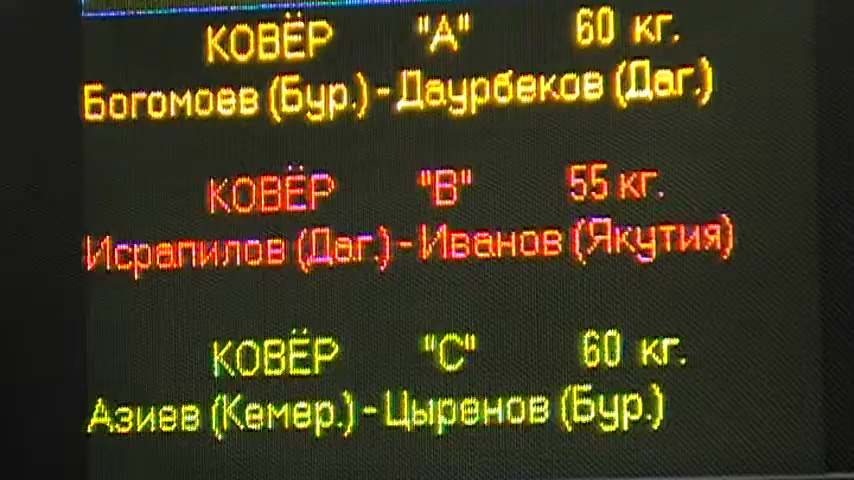 КОВЁР "А" 60 кг.
Богомоев (Бур.) - Даурбеков (Даг.)
КОВЁР "В" 55 кг.
Исрапилов (Даг.) - Иванов (Якутия)
КОВЁР "С" 60 кг.
Азиев (Кемер.) - Цыренов (Бур.)